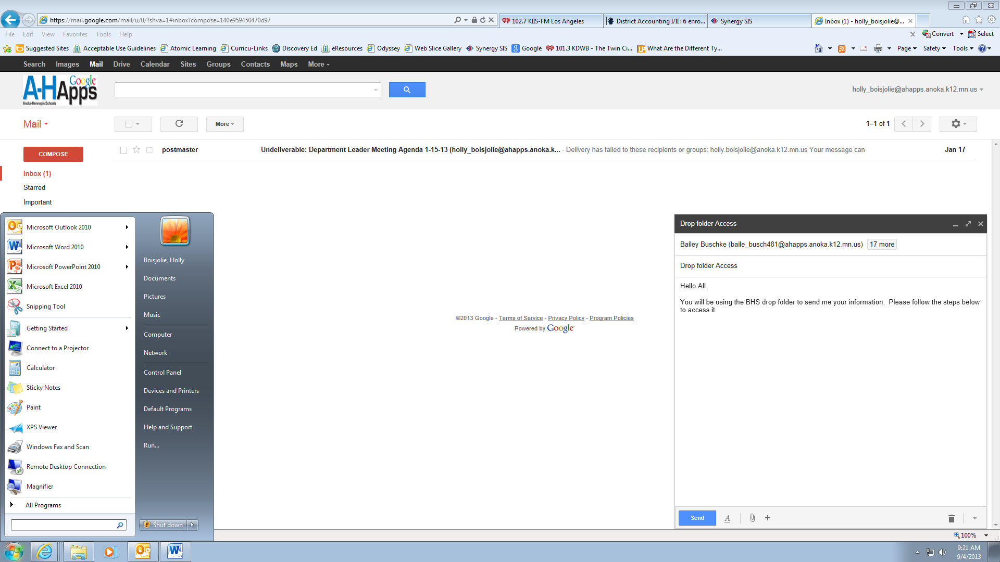 https://mail.google.com/mail/u/0/?shva=1#inbox?compose=140e959450470d97
102.7 KIIS-FM Los Angeles
District Accounting I/II : 6 enro...
Synergy SIS
Inbox (1) - holly_boisjolie@...
File Edit View Favorites Tools Help
Convert Select
Suggested Sites Acceptable Use Guidelines Atomic Learning Curricu-Links Discovery Ed eResources Odyssey Web Slice Gallery Synergy SIS Google 101.3 KDWB - The Twin Ci... What Are the Different Ty...
Page Safety Tools
Search Images Mail Drive Calendar Sites Groups Contacts Maps More
A-HApps Google
Anoka-Hennepin Schools
holly_boisjolie@ahapps.anoka.k12.mn.us
Mail
More
1–1 of 1
COMPOSE
postmaster
Undeliverable: Department Leader Meeting Agenda 1-15-13 (holly_boisjolie@ahapps.anoka.k... - Delivery has failed to these recipients or groups: holly.boisjolie@anoka.k12.mn.us Your message can
Jan 17
Inbox (1)
Starred
Important
Microsoft Outlook 2010
Microsoft Word 2010
Microsoft PowerPoint 2010
Microsoft Excel 2010
Snipping Tool
Getting Started
Connect to a Projector
Calculator
Sticky Notes
Paint
XPS Viewer
Windows Fax and Scan
Remote Desktop Connection
Magnifier
All Programs
Boisjolie, Holly
Documents
Pictures
Music
Computer
Network
Control Panel
Devices and Printers
Default Programs
Help and Support
Run...
Shut down
©2013 Google - Terms of Service - Privacy Policy - Program Policies
Powered by Google
Drop folder Access
Bailey Buschke (baile_busch481@ahapps.anoka.k12.mn.us) 17 more
Drop folder Access
Hello All
You will be using the BHS drop folder to send me your information. Please follow the steps below
to access it.
Send
100%
9:21 AM
9/4/2013